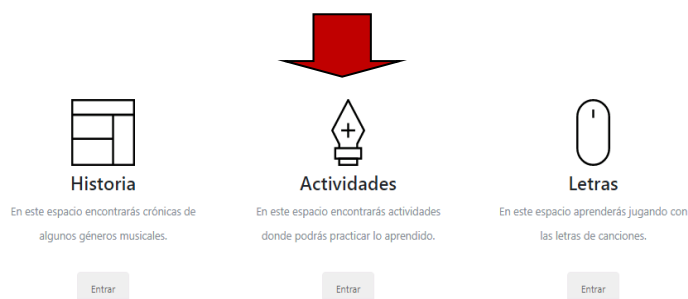 Historia
En este espacio encontrarás crónicas de
algunos géneros musicales.
Entrar
Actividades
En este espacio encontrarás actividades
donde podrás practicar lo aprendido.
Entrar
Letras
En este espacio aprenderás jugando con
las letras de canciones.
Entrar